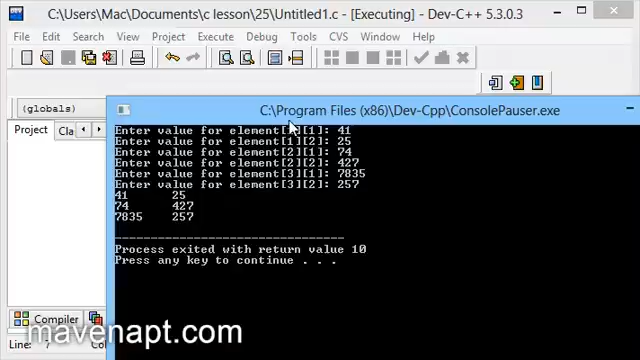 C:\Users\Mac\Documents\c lesson\25\Untitled1.c - [Executing] - Dev-C++ 5.3.0.3
File Edit Search View Project Execute Debug Tools CVS Window Help
(globals)
Project Cla
C:\Program Files (x86)\Dev-Cpp\ConsolePauser.exe
Enter value for element[1][1]: 41
Enter value for element[1][2]: 25
Enter value for element[2][1]: 74
Enter value for element[2][2]: 427
Enter value for element[3][1]: 7835
Enter value for element[3][2]: 257
41 25
74 427
7835 257
--------------------------------
Process exited with return value 10
Press any key to continue . . .
Compiler
mavenapt.com
Line: 7 Co